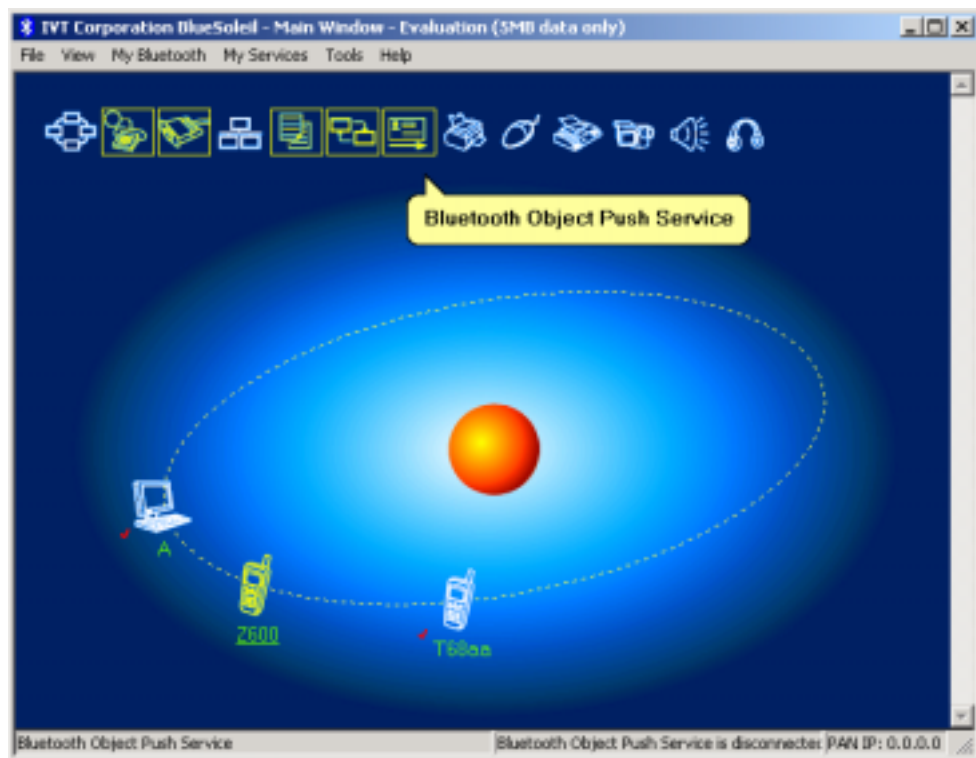 IVT Corporation BlueSoleil - Main Window - Evaluation (5MB data only)
File View My Bluetooth My Services Tools Help
Bluetooth Object Push Service
A
Z600
T68aa
Bluetooth Object Push Service Bluetooth Object Push Service is disconnectec PAN IP: 0.0.0.0